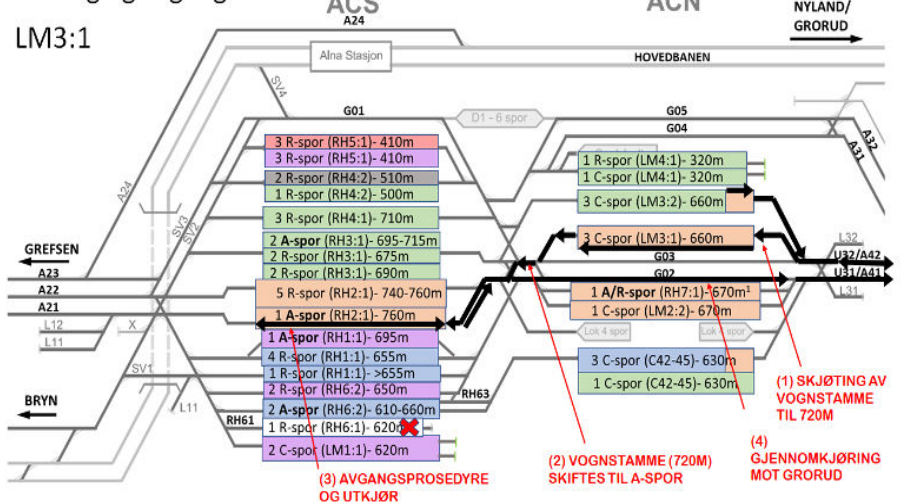 ACS
ACN
LM3:1
NYLAND/
GRORUD
A24
Alna Stasjon
HOVEDBANEN
SV4
G01
D1 - 6 spor
G05
G04
A32
A31
3 R-spor (RH5:1)- 410m
3 R-spor (RH5:1)- 410m
2 R-spor (RH4:2)- 510m
1 R-spor (RH4:2)- 500m
3 R-spor (RH4:1)- 710m
2 A-spor (RH3:1)- 695-715m
2 R-spor (RH3:1)- 675m
2 R-spor (RH3:1)- 690m
5 R-spor (RH2:1)- 740-760m
1 A-spor (RH2:1)- 760m
1 A-spor (RH1:1)- 695m
4 R-spor (RH1:1)- 655m
1 R-spor (RH1:1)- >655m
2 R-spor (RH6:2)- 650m
2 A-spor (RH6:2)- 610-660m
1 R-spor (RH6:1)- 620m
2 C-spor (LM1:1)- 620m
1 R-spor (LM4:1)- 320m
1 C-spor (LM4:1)- 320m
3 C-spor (LM3:2)- 660m
3 C-spor (LM3:1)- 660m
G03
G02
1 A/R-spor (RH7:1)- 670m¹
1 C-spor (LM2:2)- 670m
Lok 4 spor
Lok 4 spor
3 C-spor (C42-45)- 630m
1 C-spor (C42-45)- 630m
L32
U32/A42
U31/A41
L31
A24
SV3
SV2
GREFSEN
A23
A22
A21
L12
L11
X
SV1
BRYN
L11
RH61
RH63
(1) SKJØTING AV
VOGNSTAMME
TIL 720M
(2) VOGNSTAMME (720M)
SKIFTES TIL A-SPOR
(3) AVGANGSPROSEDYRE
OG UTKJØR
(4)
GJENNOMKJØRING
MOT GRORUD